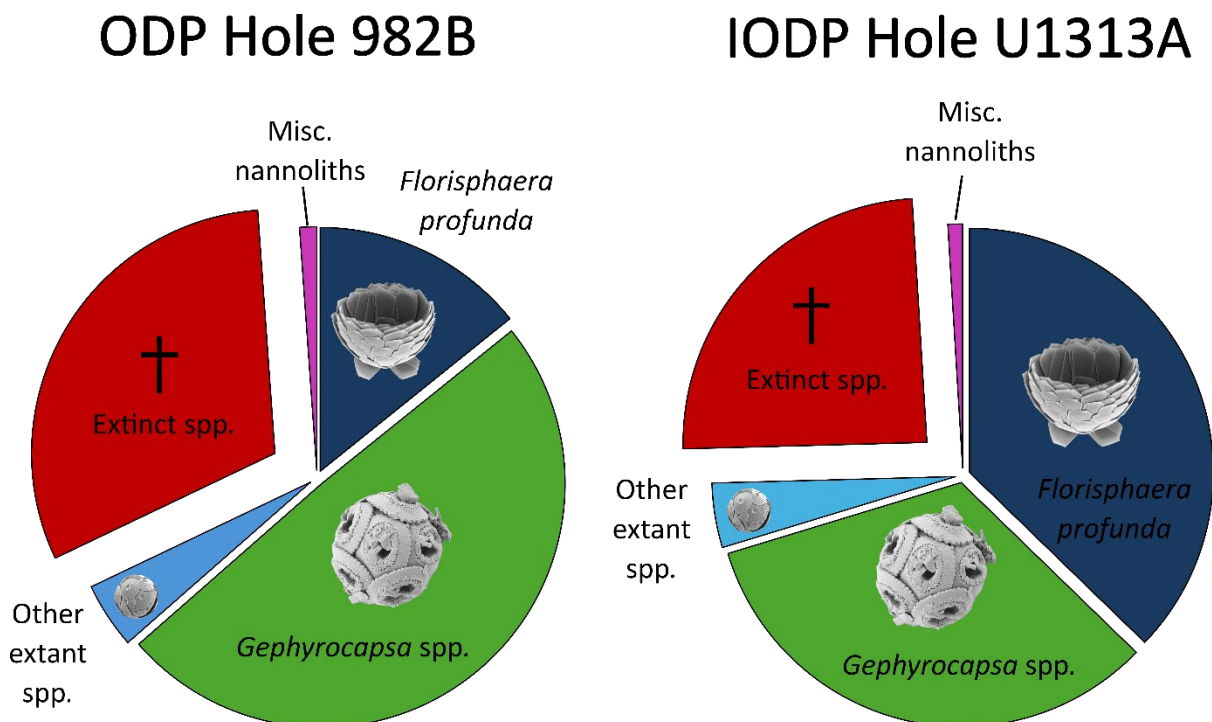 ODP Hole 982B
Misc.
nannoliths
Florisphaera
profunda
†
Extinct spp.
Other
extant
spp.
Gephyrocapsa spp.
IODP Hole U1313A
Misc.
nannoliths
†
Extinct spp.
Florisphaera
profunda
Other
extant
spp.
Gephyrocapsa spp.